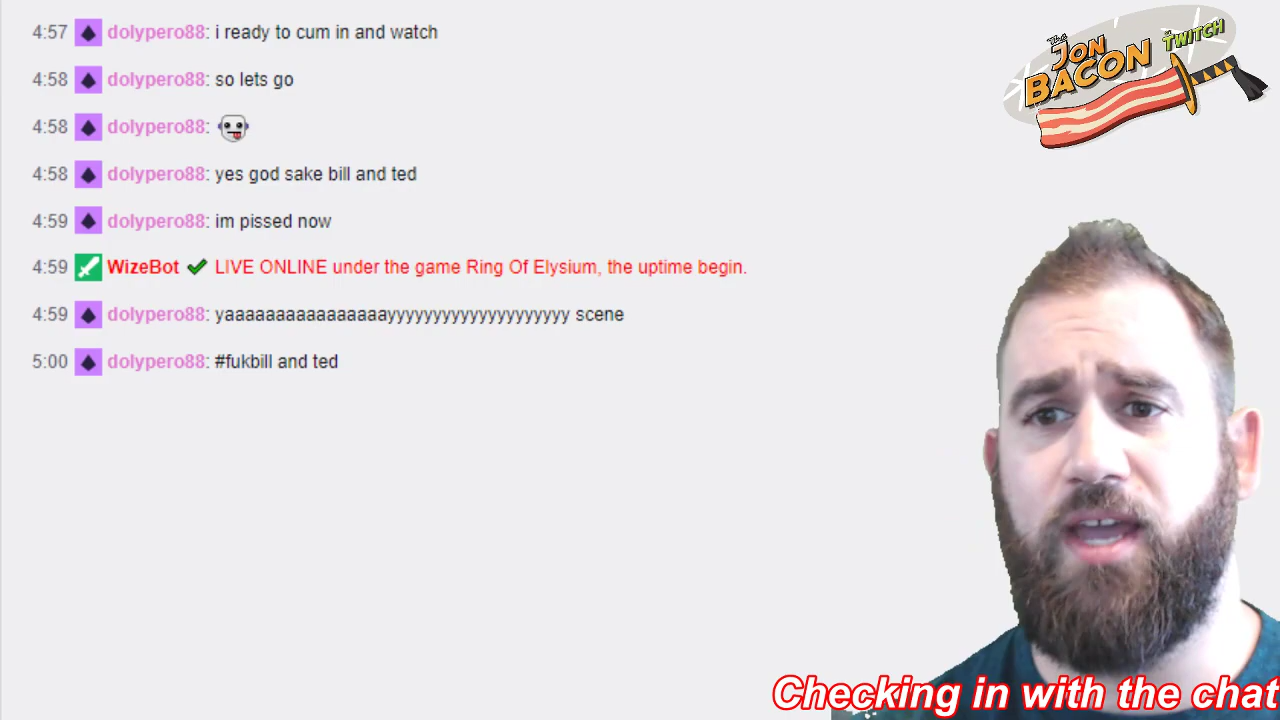 4:57 dolypero88: i ready to cum in and watch
4:58 dolypero88: so lets go
4:58 dolypero88:
4:58 dolypero88: yes god sake bill and ted
4:59 dolypero88: im pissed now
4:59 WizeBot LIVE ONLINE under the game Ring Of Elysium, the uptime begin.
4:59 dolypero88: yaaaaaaaaaaaaaaaayyyyyyyyyyyyyyyyyyyy scene
5:00 dolypero88: #fukbill and ted
JON
BACON
TWITCH
Checking in with the chat